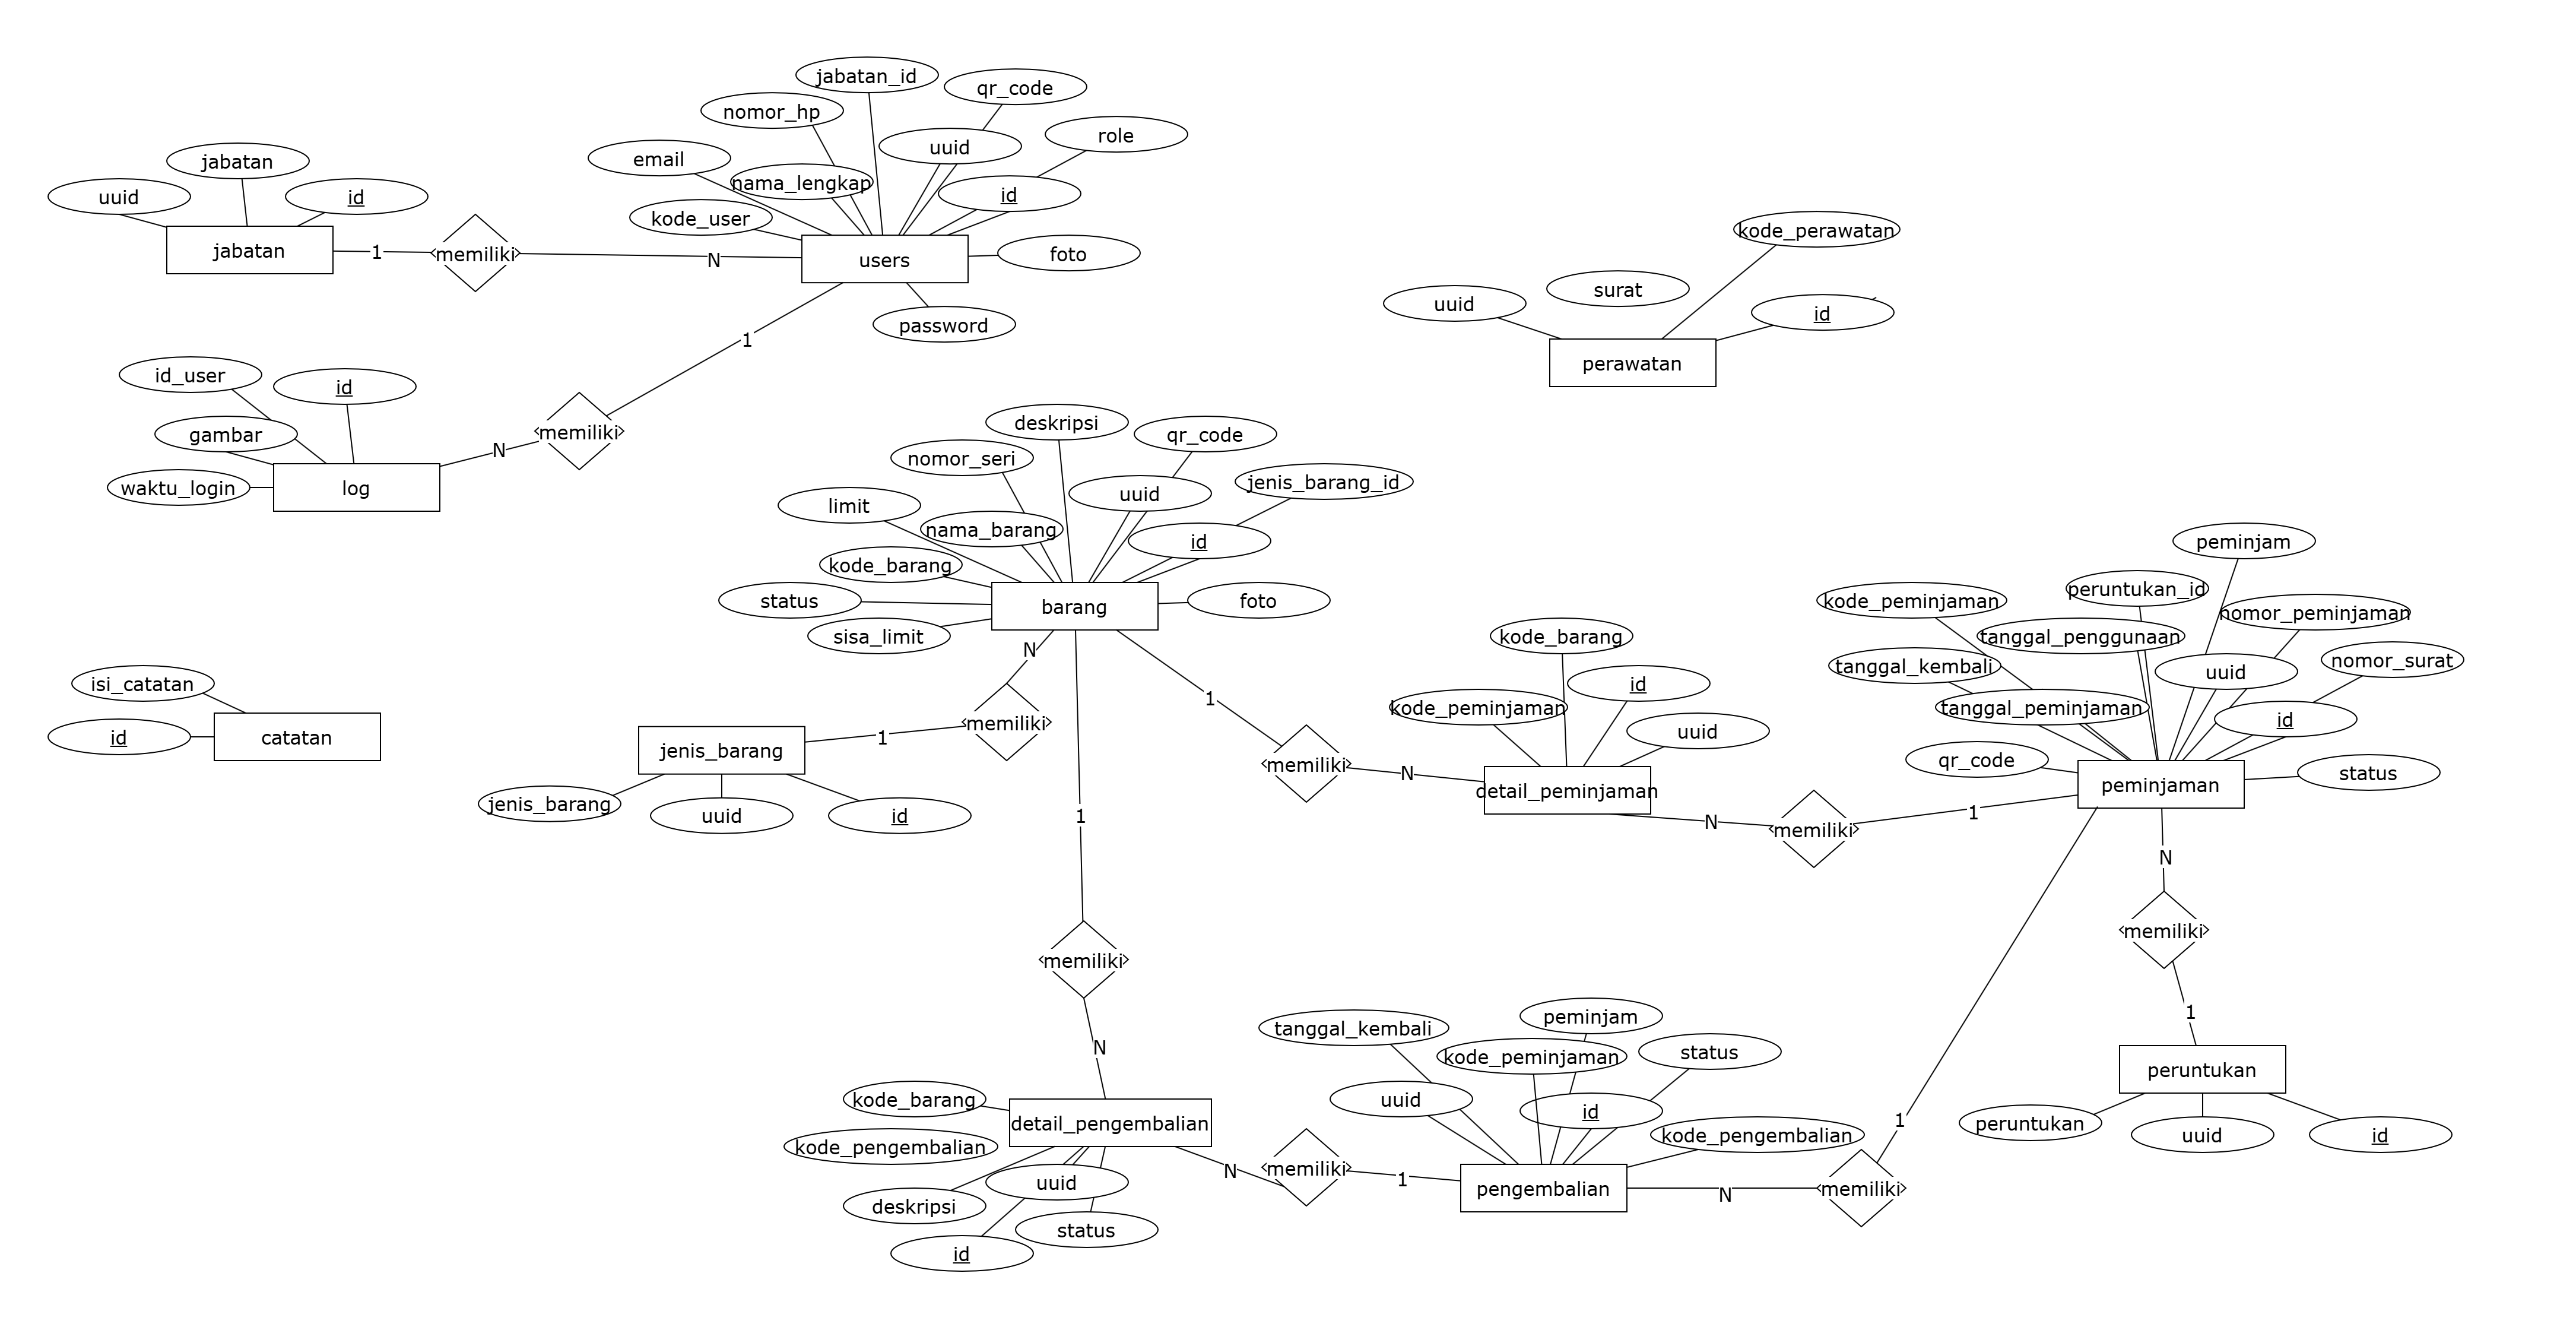 jabatan_id
qr_code
nomor_hp
role
uuid
email
nama_lengkap
id
kode_user
users
foto
password
jabatan
uuid
id
jabatan
1
memiliki
N
1
memiliki
N
id_user
id
gambar
waktu_login
log
kode_perawatan
surat
uuid
id
perawatan
deskripsi
qr_code
nomor_seri
jenis_barang_id
uuid
limit
nama_barang
id
kode_barang
status
barang
foto
sisa_limit
N
memiliki
1
jenis_barang
jenis_barang
uuid
id
isi_catatan
id
catatan
1
memiliki
N
kode_barang
id
kode_peminjaman
uuid
detail_peminjaman
N
memiliki
1
peminjam
peruntukan_id
kode_peminjaman
nomor_peminjaman
tanggal_penggunaan
nomor_surat
tanggal_kembali
uuid
tanggal_peminjaman
id
qr_code
status
peminjaman
N
memiliki
1
peruntukan
peruntukan
uuid
id
1
memiliki
N
kode_barang
detail_pengembalian
kode_pengembalian
uuid
deskripsi
status
id
N
memiliki
1
peminjam
tanggal_kembali
kode_peminjaman
status
uuid
id
kode_pengembalian
pengembalian
N
memiliki
1